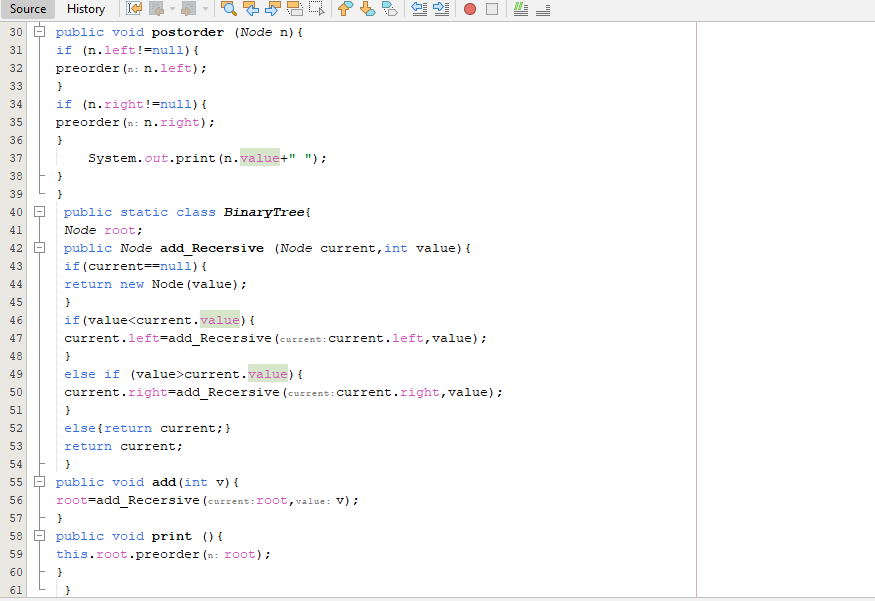 Source History
30 public void postorder (Node n){
31 if (n.left!=null){
32 preorder(n: n.left);
33 }
34 if (n.right!=null){
35 preorder(n: n.right);
36 }
37 System.out.print(n.value+" ");
38 }
39 }
40 public static class BinaryTree{
41 Node root;
42 public Node add_Recersive (Node current,int value){
43 if(current==null){
44 return new Node(value);
45 }
46 if(value<current.value){
47 current.left=add_Recersive(current:current.left,value);
48 }
49 else if (value>current.value){
50 current.right=add_Recersive(current:current.right,value);
51 }
52 else{return current;}
53 return current;
54 }
55 public void add(int v){
56 root=add_Recersive(current:root,value: v);
57 }
58 public void print (){
59 this.root.preorder(n: root);
60 }
61 }